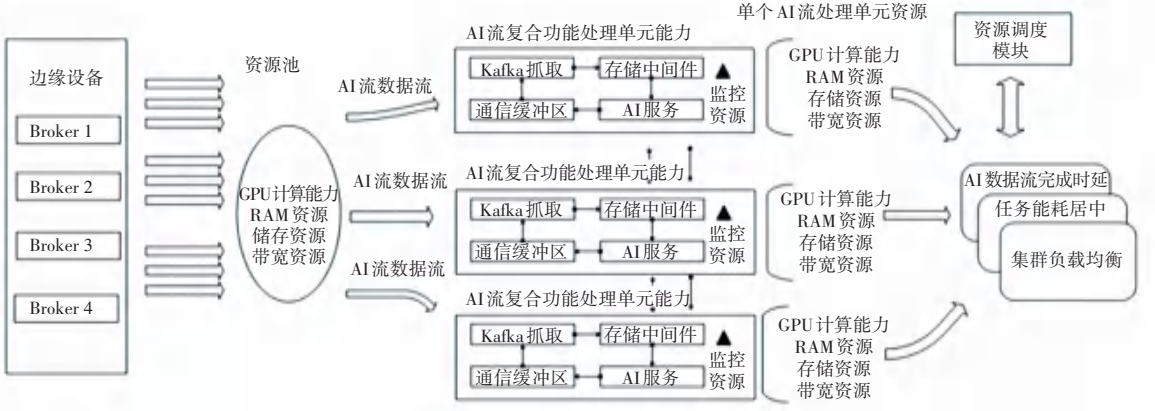 边缘设备
Broker 1
Broker 2
Broker 3
Broker 4
资源池
GPU计算能力
RAM资源
储存资源
带宽资源
AI流数据流
AI流数据流
AI流数据流
AI流复合功能处理单元能力
Kafka抓取
存储中间件
通信缓冲区
AI服务
监控
资源
AI流复合功能处理单元能力
Kafka抓取
存储中间件
通信缓冲区
AI服务
监控
资源
AI流复合功能处理单元能力
Kafka抓取
存储中间件
通信缓冲区
AI服务
监控
资源
单个AI流处理单元资源
GPU计算能力
RAM资源
存储资源
带宽资源
GPU计算能力
RAM资源
存储资源
带宽资源
GPU计算能力
RAM资源
存储资源
带宽资源
资源调度
模块
AI数据流完成时延
任务能耗居中
集群负载均衡